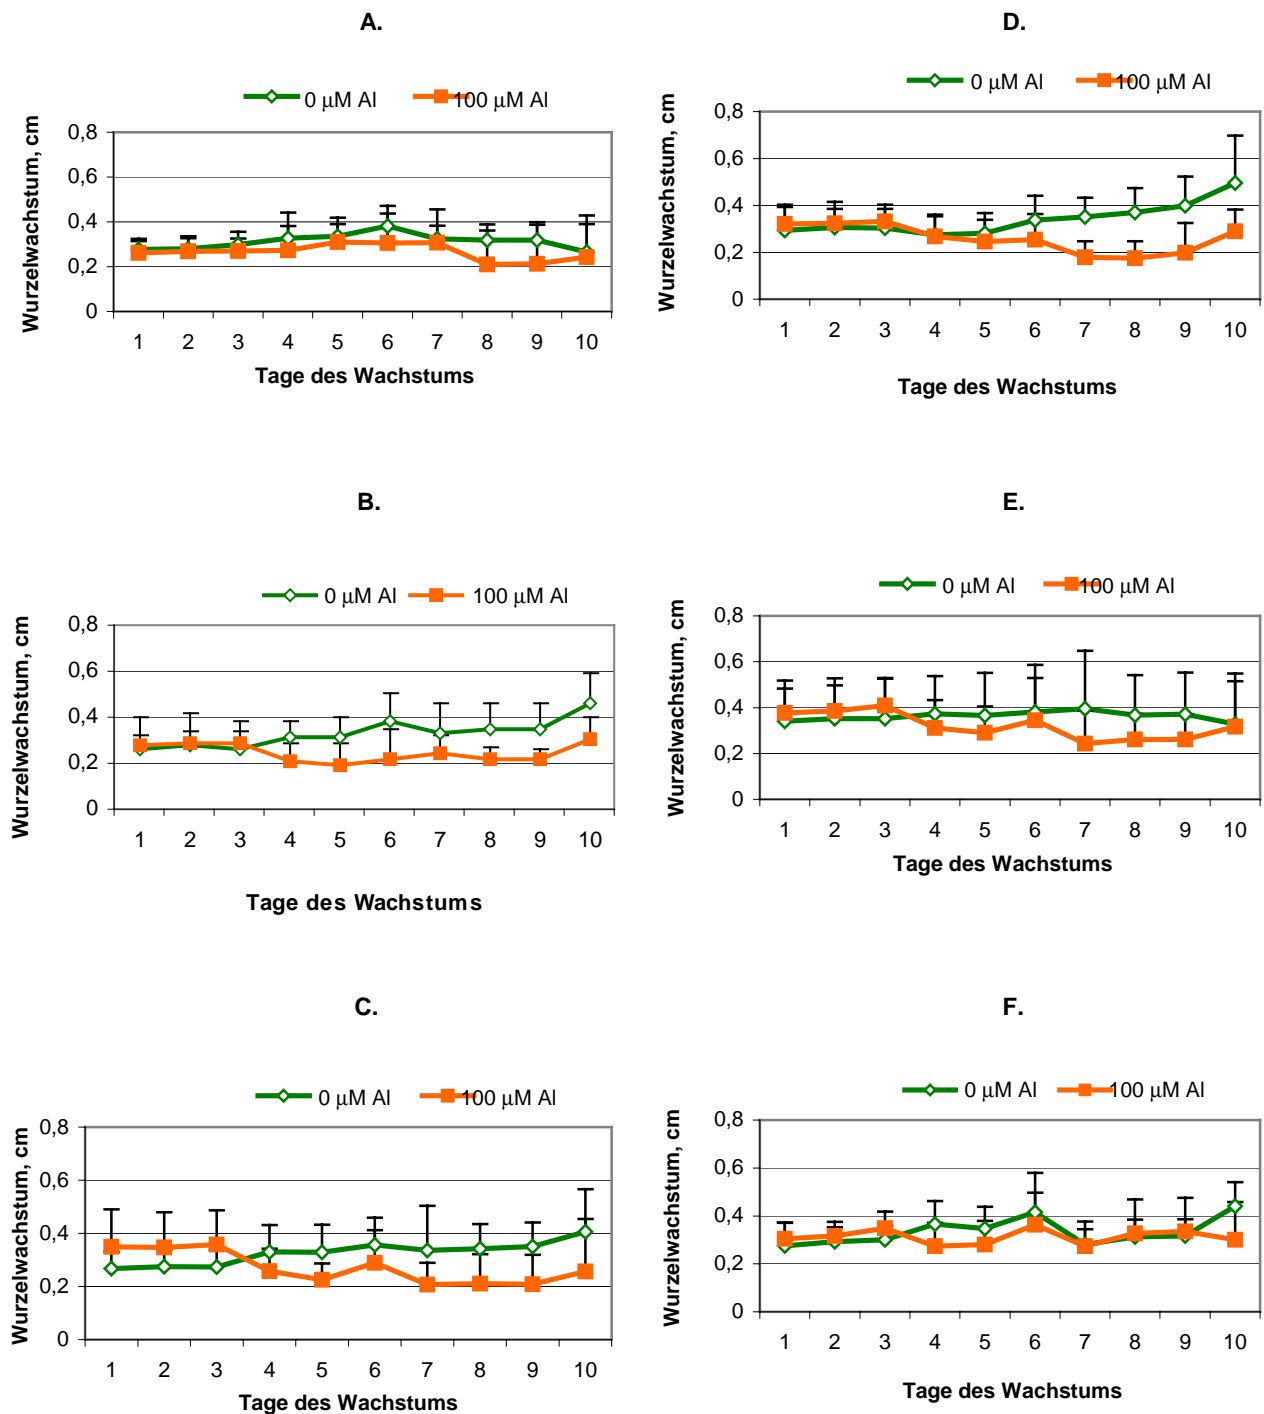 A.
0 µM Al 100 µM Al
Wurzelwachstum, cm
0,8
0,6
0,4
0,2
0
1 2 3 4 5 6 7 8 9 10
Tage des Wachstums
B.
0 µM Al 100 µM Al
Wurzelwachstum, cm
0,8
0,6
0,4
0,2
0
1 2 3 4 5 6 7 8 9 10
Tage des Wachstums
C.
0 µM Al 100 µM Al
Wurzelwachstum, cm
0,8
0,6
0,4
0,2
0
1 2 3 4 5 6 7 8 9 10
Tage des Wachstums
D.
0 µM Al 100 µM Al
Wurzelwachstum, cm
0,8
0,6
0,4
0,2
0
1 2 3 4 5 6 7 8 9 10
Tage des Wachstums
E.
0 µM Al 100 µM Al
Wurzelwachstum, cm
0,8
0,6
0,4
0,2
0
1 2 3 4 5 6 7 8 9 10
Tage des Wachstums
F.
0 µM Al 100 µM Al
Wurzelwachstum, cm
0,8
0,6
0,4
0,2
0
1 2 3 4 5 6 7 8 9 10
Tage des Wachstums